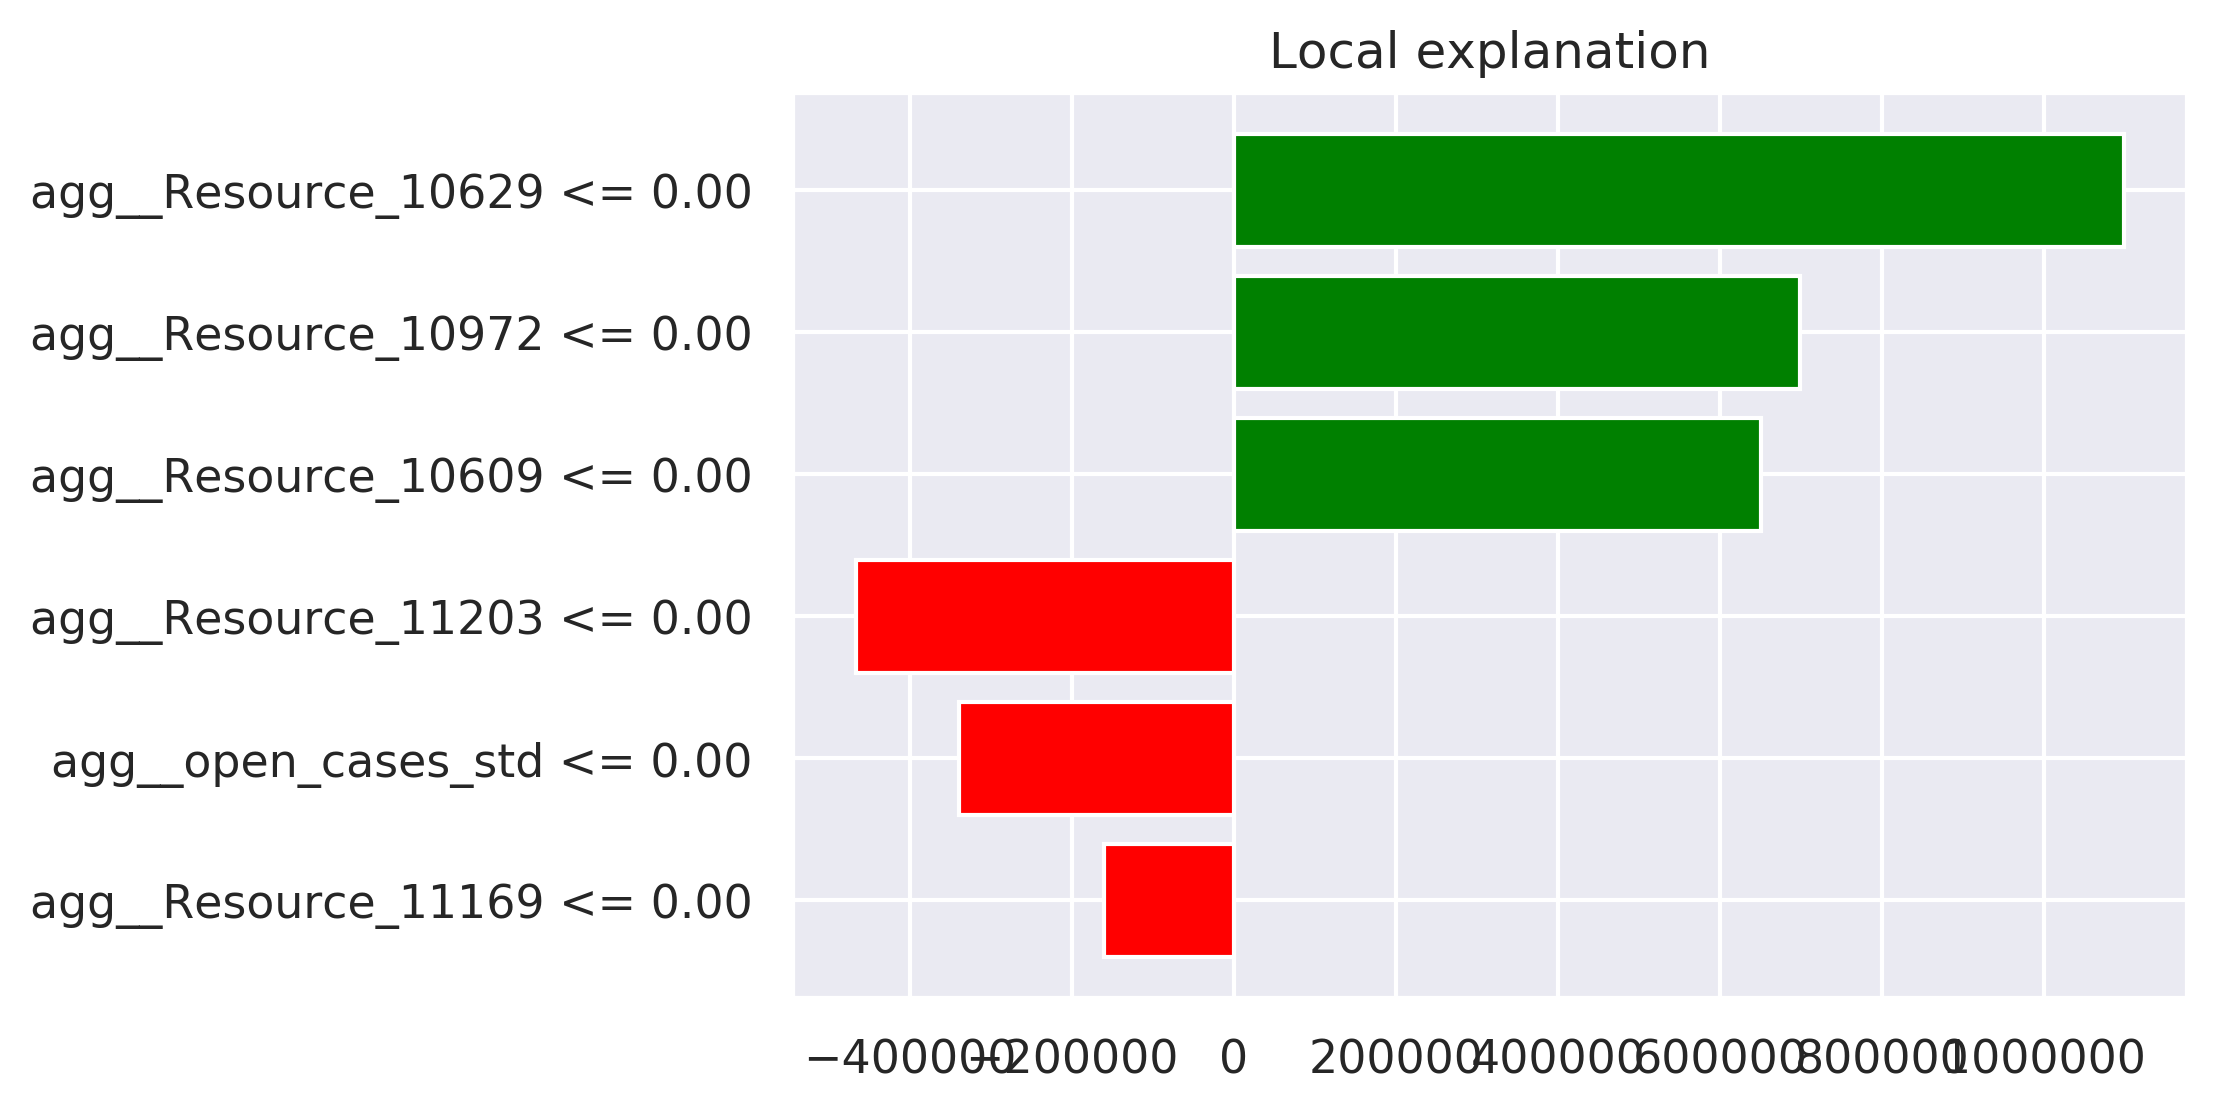 Local explanation
agg__Resource_10629 <= 0.00
agg__Resource_10972 <= 0.00
agg__Resource_10609 <= 0.00
agg__Resource_11203 <= 0.00
agg__open_cases_std <= 0.00
agg__Resource_11169 <= 0.00
−400000 −200000 0 200000 400000 600000 800000 1000000